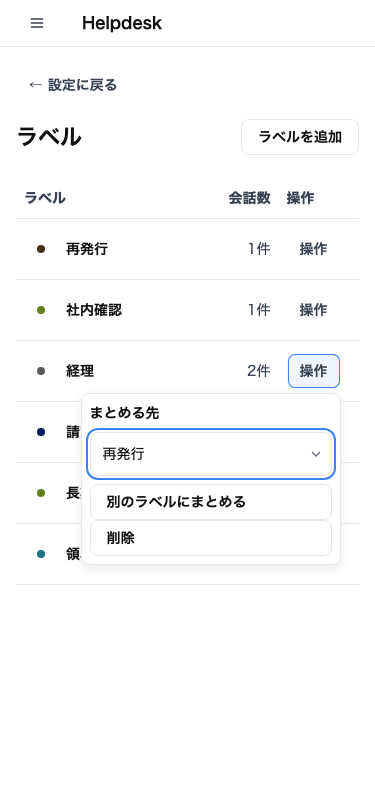 Helpdesk
← 設定に戻る
ラベル
ラベルを追加
ラベル 会話数 操作
再発行 1件 操作
社内確認 1件 操作
経理 2件 操作
まとめる先
請
再発行
別のラベルにまとめる
長
削除
領